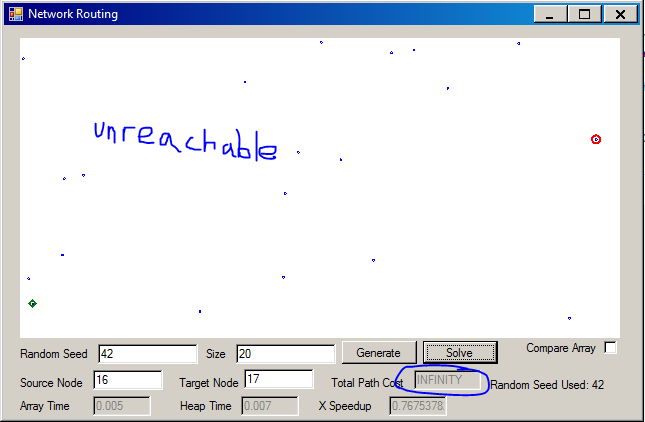 Network Routing
unreachable
Random Seed 42 Size 20 Generate Solve Compare Array
Source Node 16 Target Node 17 Total Path Cost INFINITY Random Seed Used: 42
Array Time 0.005 Heap Time 0.007 X Speedup 0.7675378